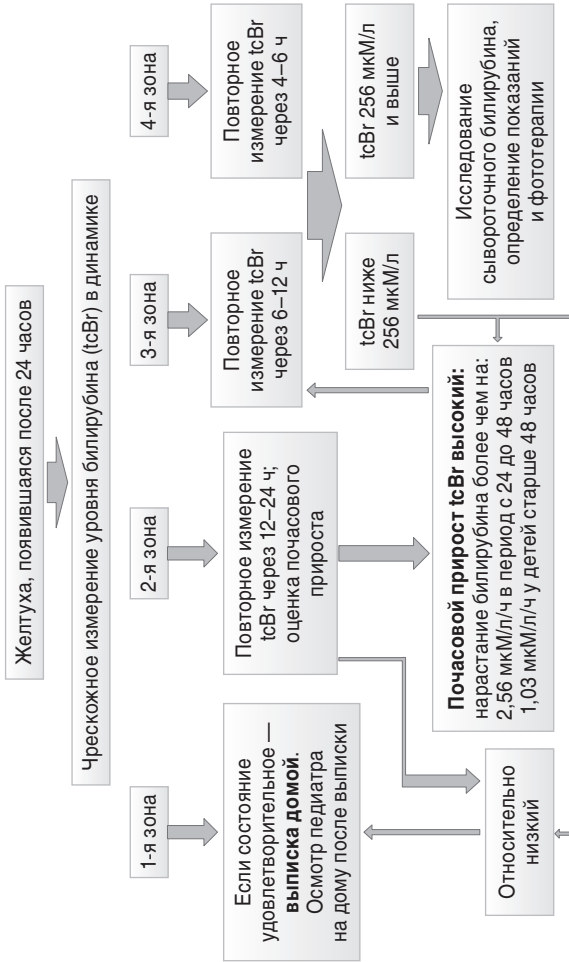 Желтуха, появившаяся после 24 часов
Чрескожное измерение уровня билирубина (tcBr) в динамике
1-я зона
2-я зона
3-я зона
4-я зона
Если состояние
удовлетворительное —
выписка домой.
Осмотр педиатра
на дому после выписки
Повторное измерение
tcBr через 12–24 ч;
оценка почасового
прироста
Повторное
измерение tcBr
через 6–12 ч
Повторное
измерение tcBr
через 4–6 ч
tcBr ниже
256 мкМ/л
tcBr 256 мкМ/л
и выше
Относительно
низкий
Почасовой прирост tcBr высокий:
нарастание билирубина более чем на:
2,56 мкМ/л/ч в период с 24 до 48 часов
1,03 мкМ/л/ч у детей старше 48 часов
Исследование
сывороточного билирубина,
определение показаний
и фототерапии